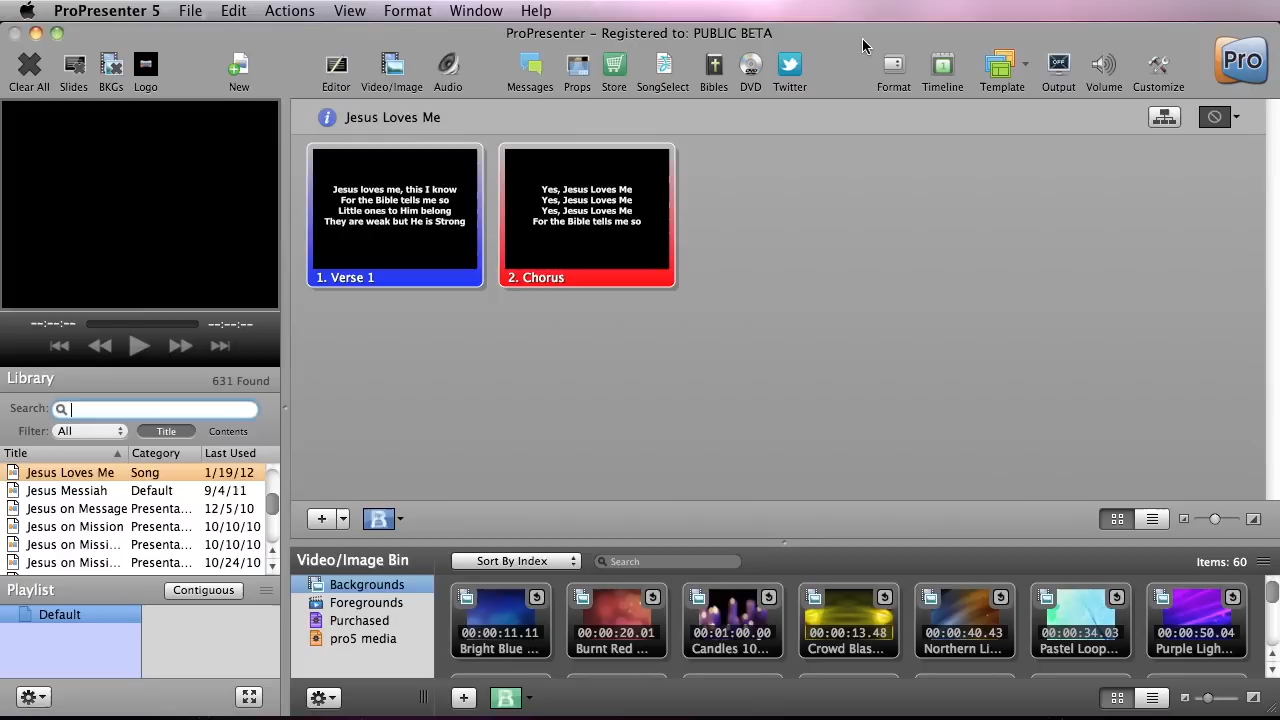 ProPresenter 5 File Edit Actions View Format Window Help
ProPresenter – Registered to: PUBLIC BETA
Clear All Slides BKGs Logo New Editor Video/Image Audio Messages Props Store SongSelect Bibles DVD Twitter Format Timeline Template Output Volume Customize
OFF
1
Pro
Jesus Loves Me
Jesus loves me, this I know
For the Bible tells me so
Little ones to Him belong
They are weak but He is Strong
1. Verse 1
Yes, Jesus Loves Me
Yes, Jesus Loves Me
Yes, Jesus Loves Me
For the Bible tells me so
2. Chorus
--:--:-- --:--:--
Library 631 Found
Search:
Filter: All Title Contents
Title Category Last Used
Jesus Loves Me Song 1/19/12
Jesus Messiah Default 9/4/11
Jesus on Message Presenta... 12/5/10
Jesus on Mission Presenta... 10/10/10
Jesus on Missi... Presenta... 10/10/10
Jesus on Missi... Presenta... 10/24/10
Playlist Contiguous
Default
B
Video/Image Bin Sort By Index Search Items: 60
Backgrounds
Foregrounds
Purchased
pro5 media
00:00:11.11 00:00:20.01 00:01:00.00 00:00:13.48 00:00:40.43 00:00:34.03 00:00:50.04
Bright Blue ... Burnt Red ... Candles 10... Crowd Blas... Northern Li... Pastel Loop... Purple Ligh...
B